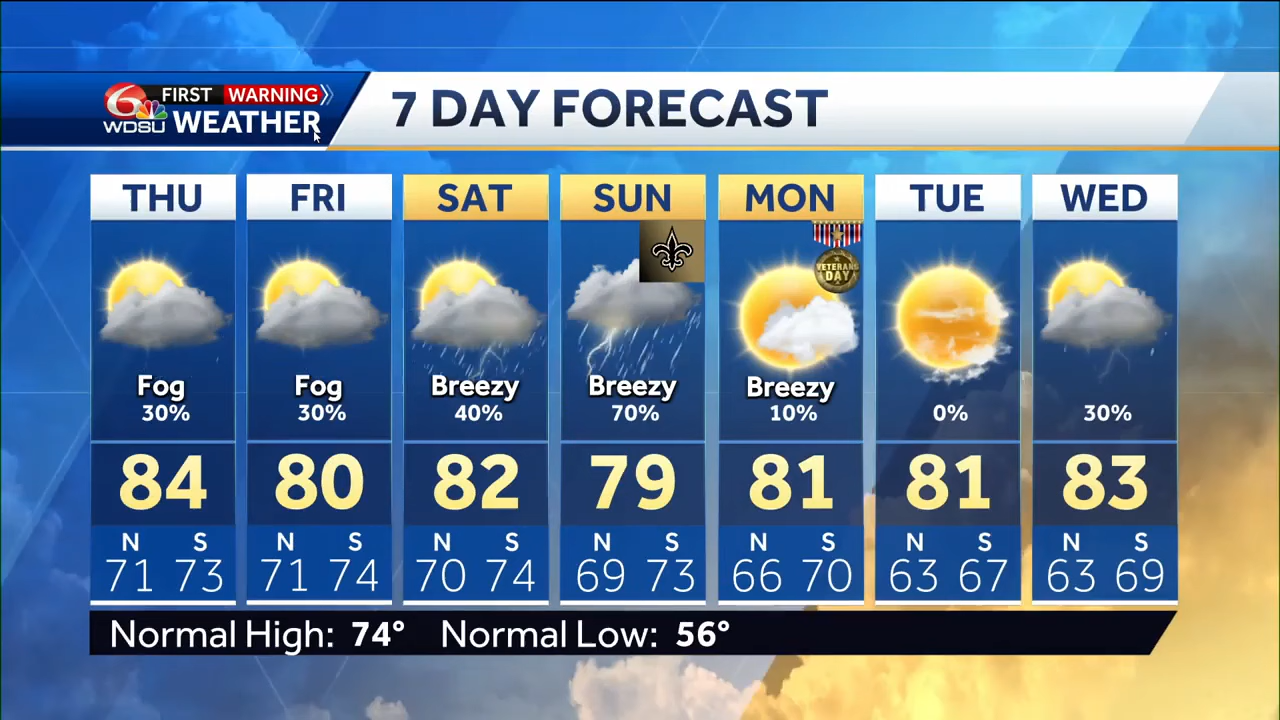 6 FIRST WARNING
WDSU WEATHER
7 DAY FORECAST
THU FRI SAT SUN MON TUE WED
VETERANS
DAY
Fog Fog Breezy Breezy Breezy
30% 30% 40% 70% 10% 0% 30%
84 80 82 79 81 81 83
N S N S N S N S N S N S N S
71 73 71 74 70 74 69 73 66 70 63 67 63 69
Normal High: 74° Normal Low: 56°